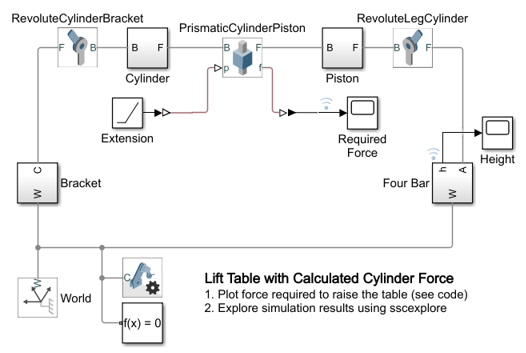 RevoluteCylinderBracket
PrismaticCylinderPiston
RevoluteLegCylinder
F B
B F
B F
p f
B F
B F
Cylinder
Piston
Extension
Required
Force
Height
C
W
Bracket
Four Bar
h A
W
W
World
C
f(x) = 0
Lift Table with Calculated Cylinder Force
1. Plot force required to raise the table (see code)
2. Explore simulation results using sscexplore